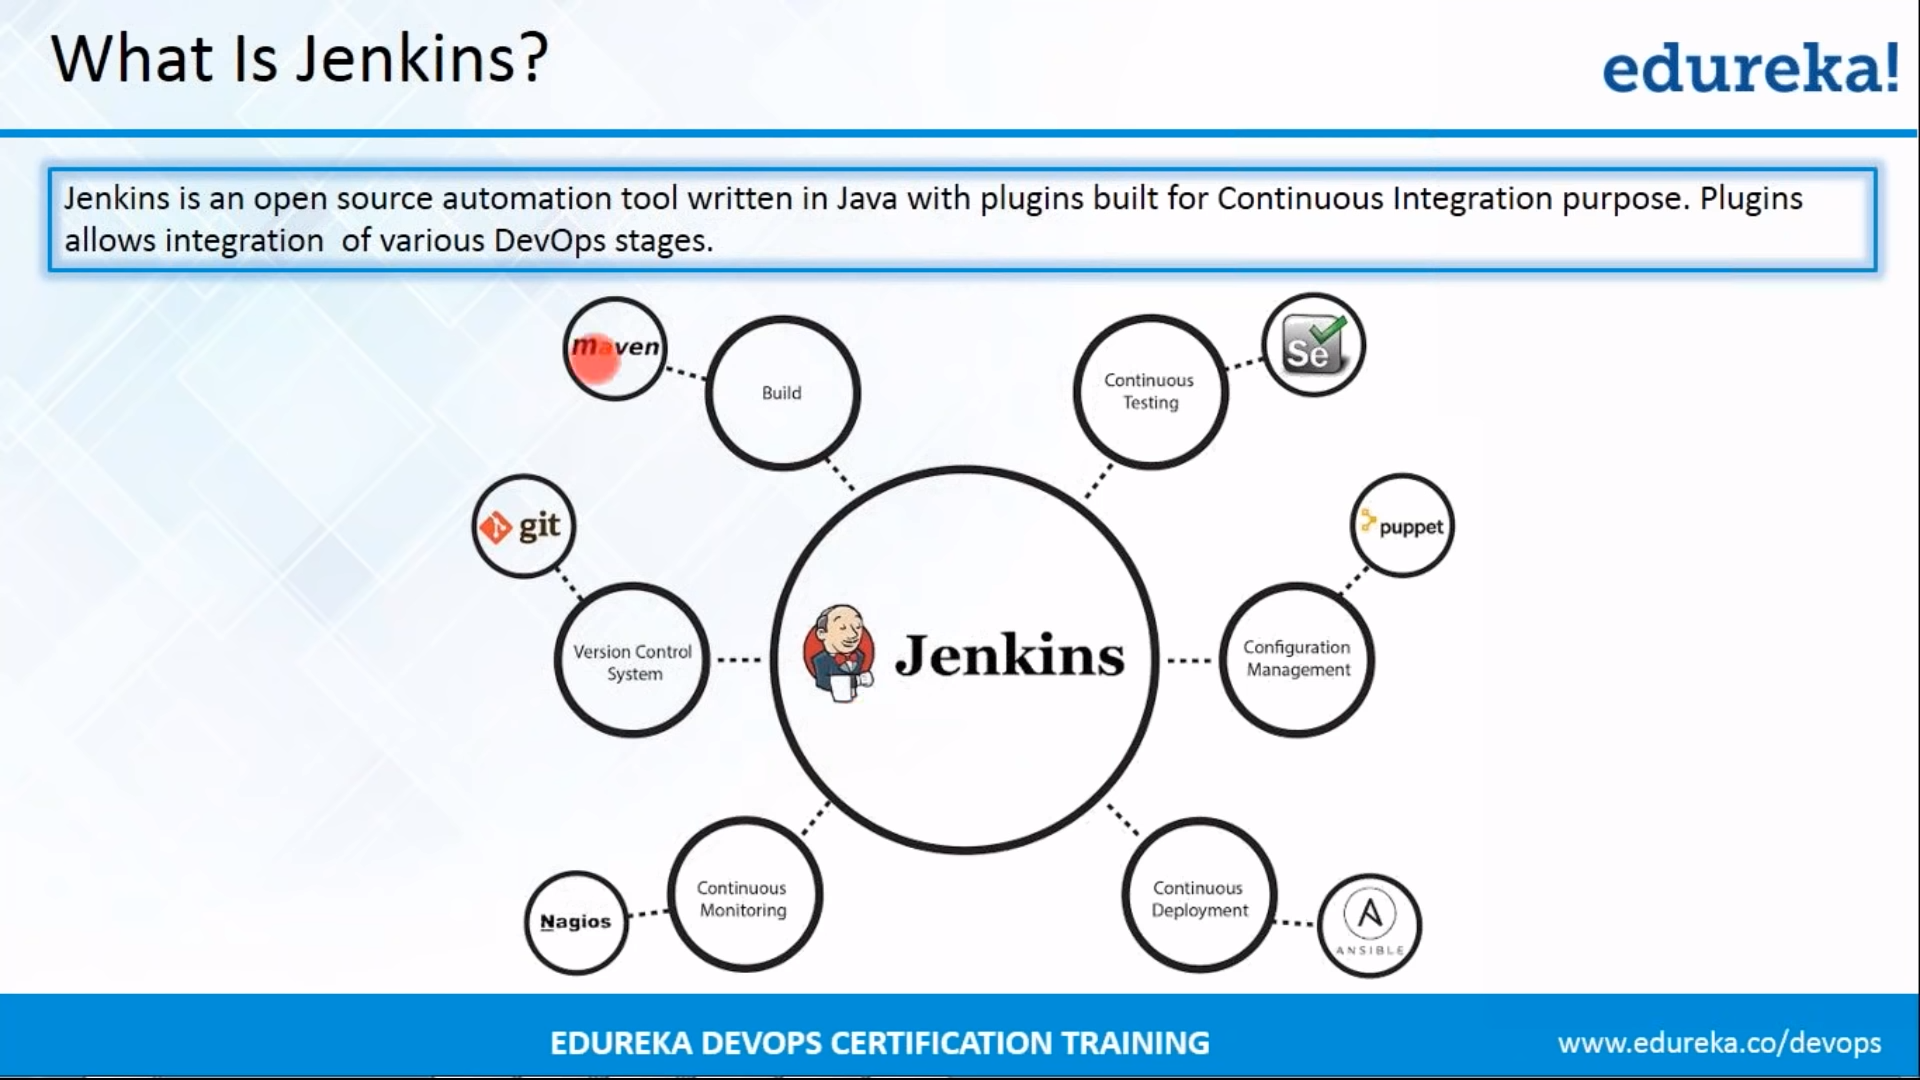 What Is Jenkins?
edureka!
Jenkins is an open source automation tool written in Java with plugins built for Continuous Integration purpose. Plugins
allows integration  of various DevOps stages.
maven
Build
Continuous
Testing
Se
git
puppet
Version Control
System
Jenkins
Configuration
Management
Continuous
Monitoring
Nagios
Continuous
Deployment
ANSIBLE
EDUREKA DEVOPS CERTIFICATION TRAINING
www.edureka.co/devops